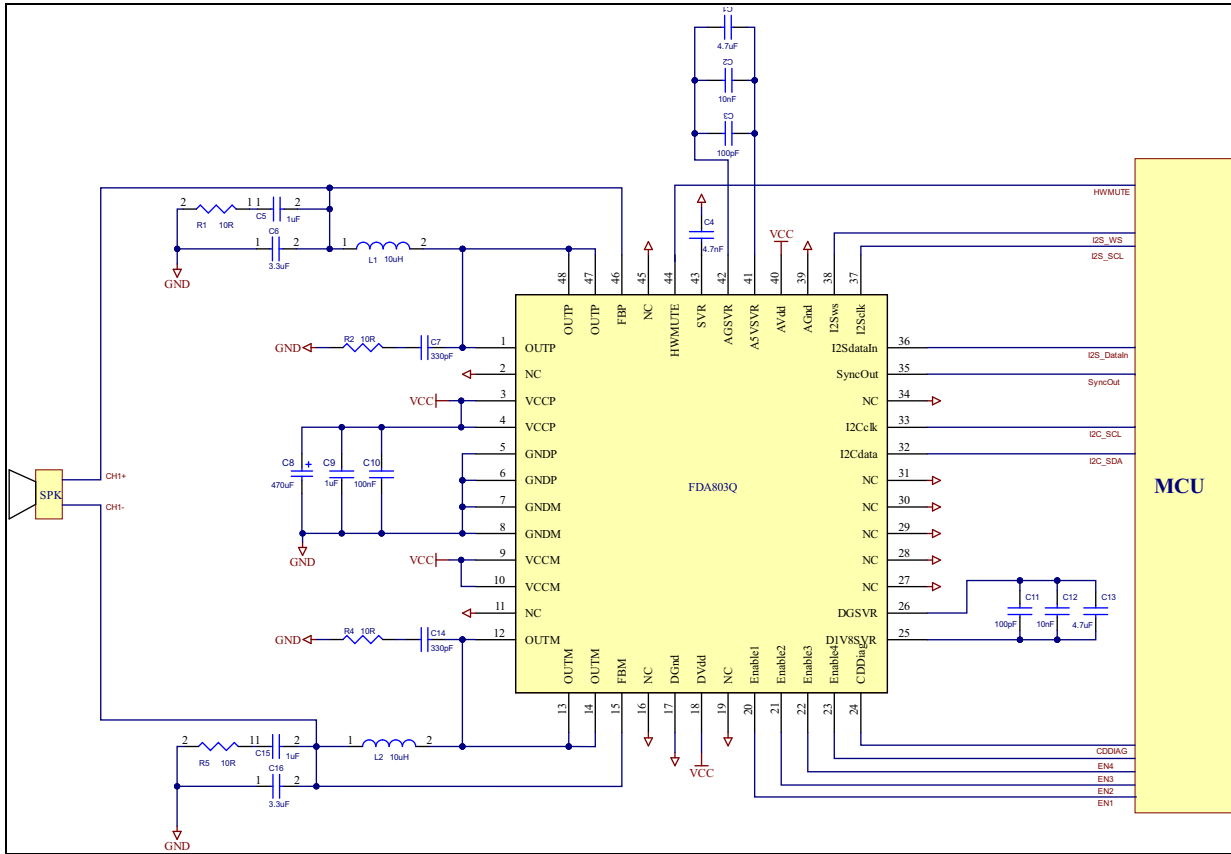 C1
4.7uF
C2
10nF
C3
100pF
HWMUTE
I2S_WS
I2S_SCL
2 R1 10R 1 1 C5 1uF 2
1 C6 3.3uF 2
1 L1 10uH 2
GND
C4
4.7nF
VCC
48 47 46 45 44 43 42 41 40 39 38 37
OUTP OUTP FBP NC HWMUTE SVR AGSVR A5VSVR AVdd AGnd I2Sws I2Sclk
GND R2 10R C7 330pF
1 OUTP
2 NC
VCC 3 VCCP
4 VCCP
5 GNDP
6 GNDP
7 GNDM
8 GNDM
VCC 9 VCCM
10 VCCM
11 NC
12 OUTM
C8 + 470uF
C9 1uF
C10 100nF
GND
SPK
CH1+
CH1-
FDA803Q
I2SdataIn 36 I2S_DataIn
SyncOut 35 SyncOut
NC 34
I2Cclk 33 I2C_SCL
I2Cdata 32 I2C_SDA
NC 31
NC 30
NC 29
NC 28
NC 27
DGSVR 26
D1V8SVR 25
MCU
C11 100pF
C12 10nF
C13 4.7uF
GND R4 10R C14 330pF
OUTM OUTM FBM NC DGnd DVdd NC Enable1 Enable2 Enable3 Enable4 CDDiag
13 14 15 16 17 18 19 20 21 22 23 24
VCC
2 R5 10R 1 1 C15 1uF 2
1 C16 3.3uF 2
1 L2 10uH 2
GND
CDDIAG
EN4
EN3
EN2
EN1